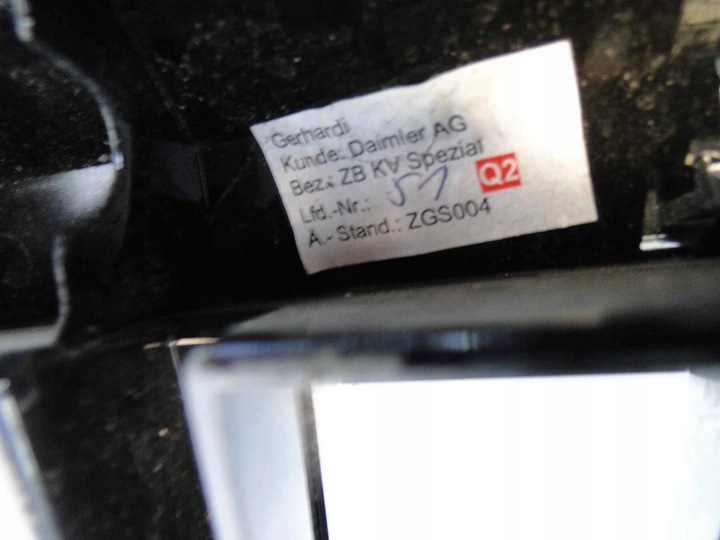 Gerhardi
Kunde: Daimler AG
Bez.: ZB KV Spezial
Lfd.-Nr.: 51 Q2
Ä.- Stand.: ZGS004